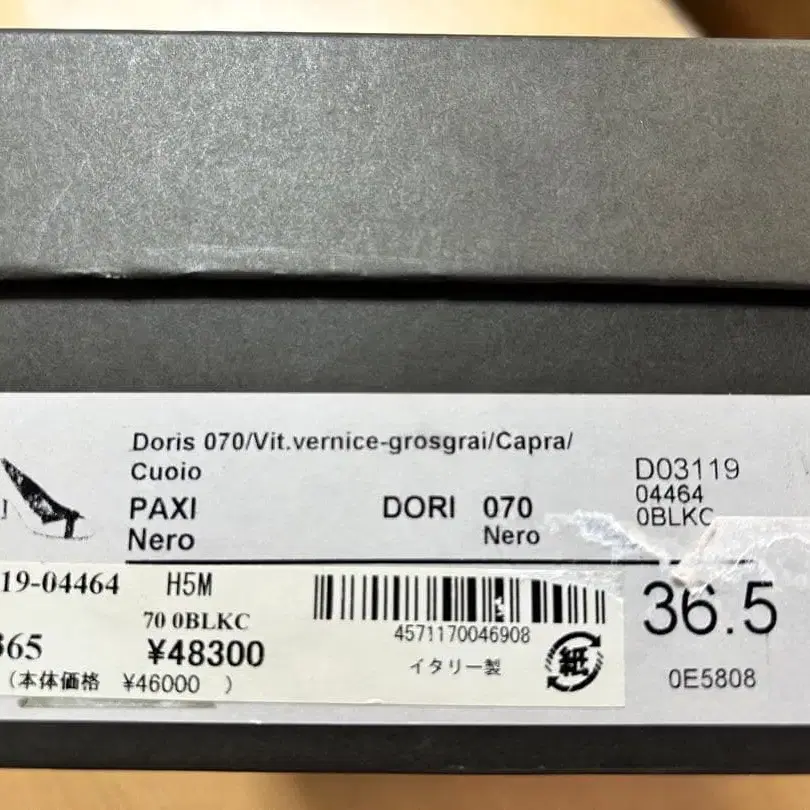 Doris 070/Vit.vernice-grosgrai/Capra/
Cuoio
PAXI DORI 070
Nero Nero
D03119
04464
0BLKC
19-04464 H5M
70 0BLKC
365 ¥48300
(本体価格 ¥46000 )
4571170046908
イタリー製
紙
36.5
0E5808